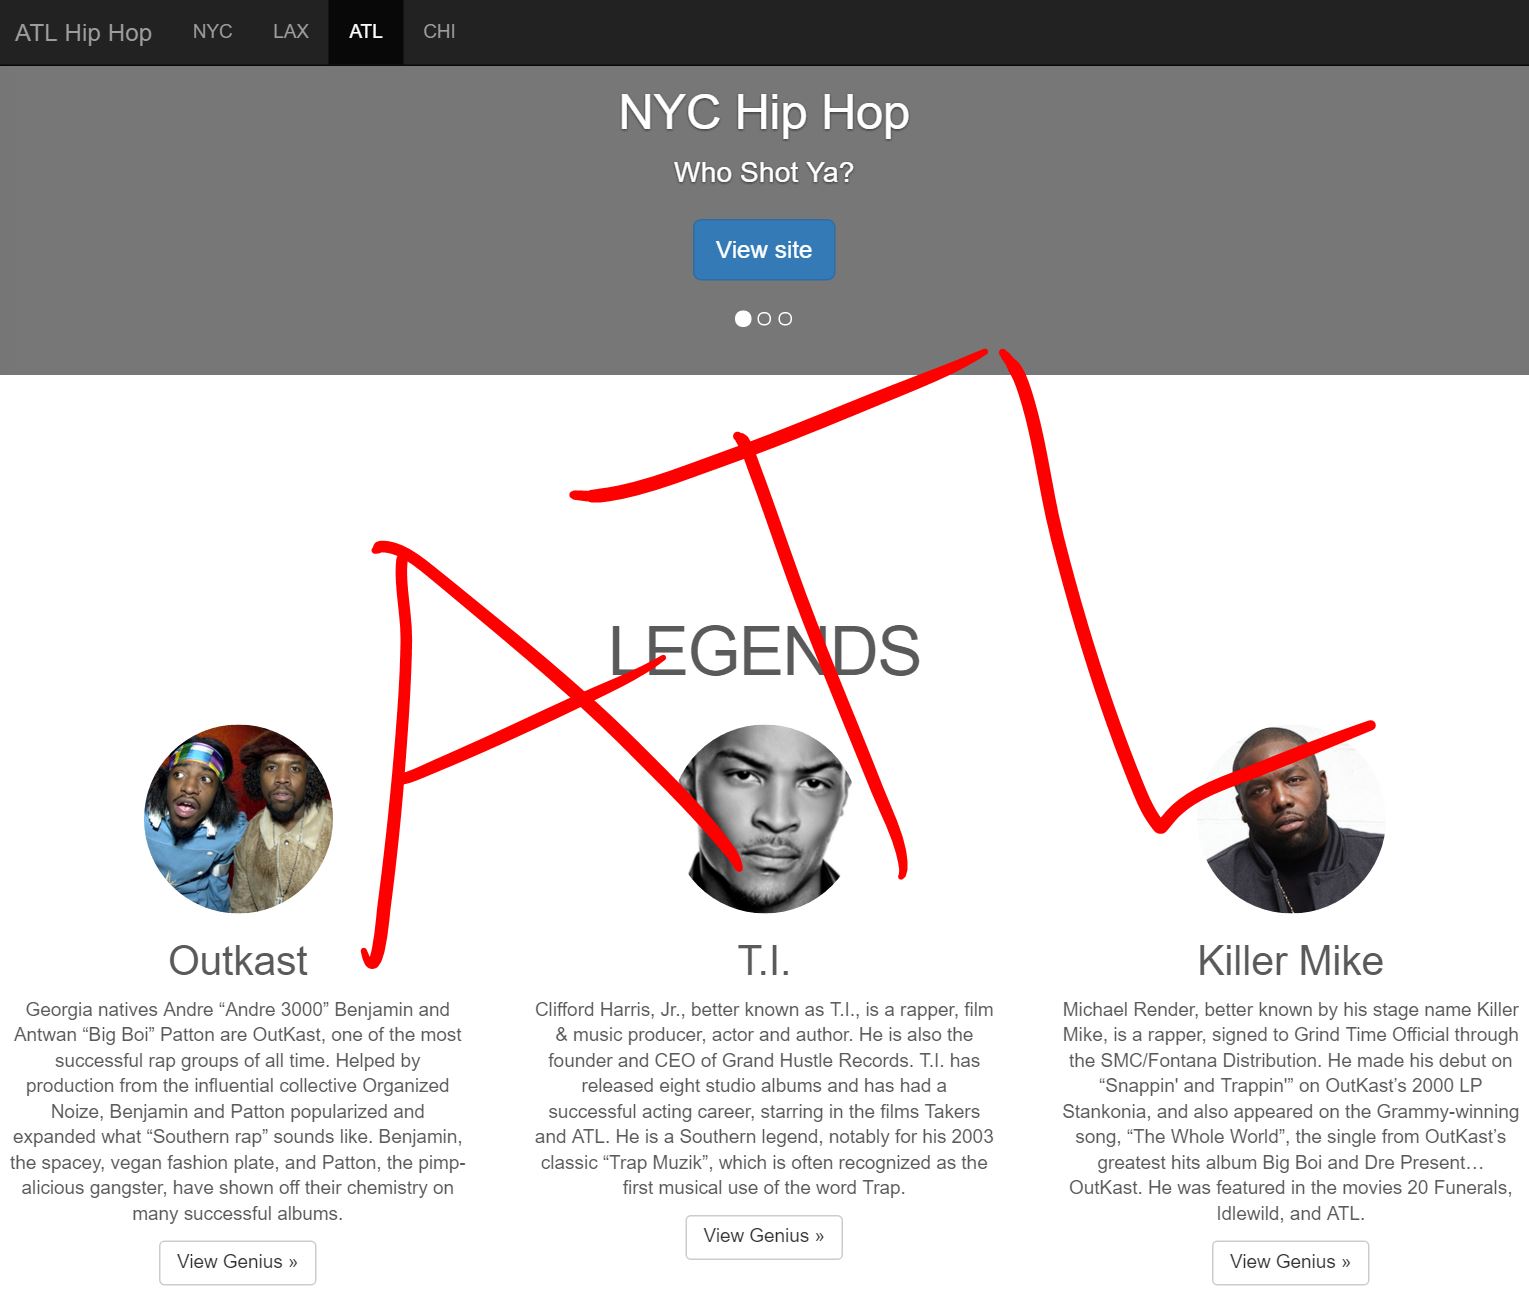 ATL Hip Hop NYC LAX ATL CHI
NYC Hip Hop
Who Shot Ya?
View site
ATL
LEGENDS
Outkast
Georgia natives Andre “Andre 3000” Benjamin and
Antwan “Big Boi” Patton are OutKast, one of the most
successful rap groups of all time. Helped by
production from the influential collective Organized
Noize, Benjamin and Patton popularized and
expanded what “Southern rap” sounds like. Benjamin,
the spacey, vegan fashion plate, and Patton, the pimp-
alicious gangster, have shown off their chemistry on
many successful albums.
View Genius »
T.I.
Clifford Harris, Jr., better known as T.I., is a rapper, film
& music producer, actor and author. He is also the
founder and CEO of Grand Hustle Records. T.I. has
released eight studio albums and has had a
successful acting career, starring in the films Takers
and ATL. He is a Southern legend, notably for his 2003
classic “Trap Muzik”, which is often recognized as the
first musical use of the word Trap.
View Genius »
Killer Mike
Michael Render, better known by his stage name Killer
Mike, is a rapper, signed to Grind Time Official through
the SMC/Fontana Distribution. He made his debut on
“Snappin' and Trappin'” on OutKast’s 2000 LP
Stankonia, and also appeared on the Grammy-winning
song, “The Whole World”, the single from OutKast’s
greatest hits album Big Boi and Dre Present…
OutKast. He was featured in the movies 20 Funerals,
Idlewild, and ATL.
View Genius »